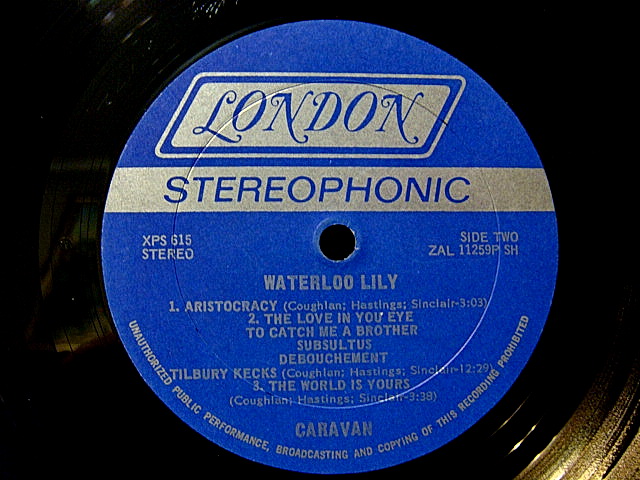 LONDON
STEREOPHONIC
XPS 615
STEREO
SIDE TWO
ZAL 11259P SH
WATERLOO LILY
1. ARISTOCRACY (Coughlan; Hastings; Sinclair-3:03)
2. THE LOVE IN YOU EYE
TO CATCH ME A BROTHER
SUBSULTUS
DEBOUCHEMENT
TILBURY KECKS (Coughlan; Hastings; Sinclair-12:29)
3. THE WORLD IS YOURS
(Coughlan; Hastings; Sinclair-3:38)
CARAVAN
UNAUTHORIZED PUBLIC PERFORMANCE, BROADCASTING AND COPYING OF THIS RECORDING PROHIBITED